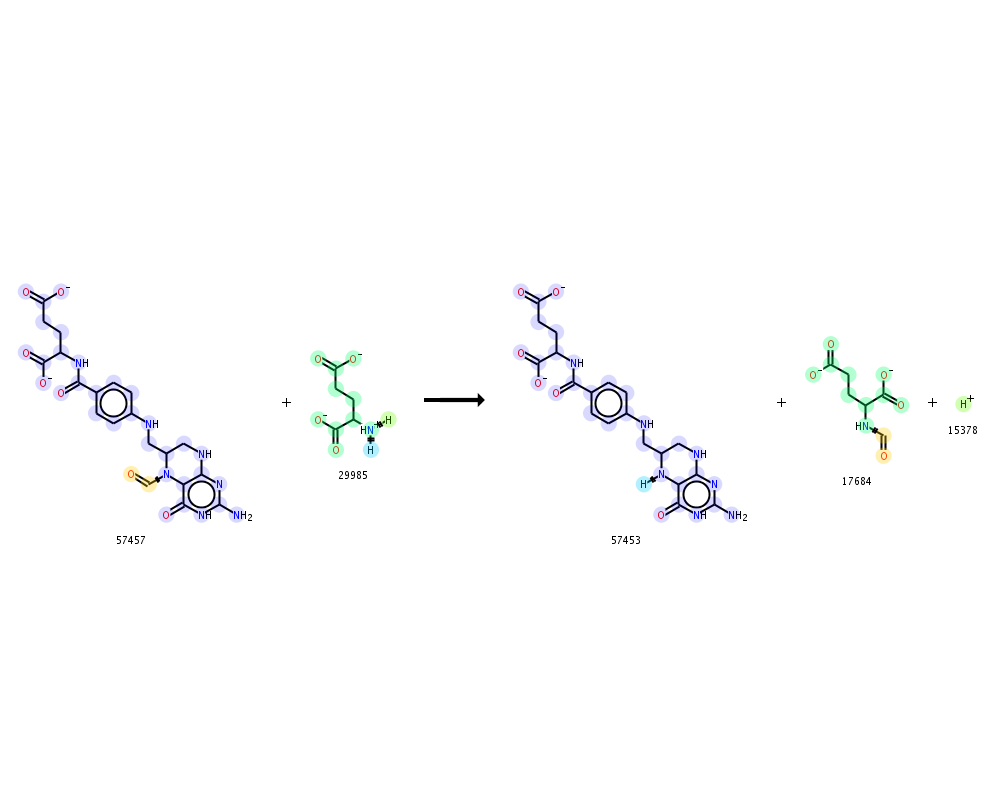 O O⁻
O O⁻
O⁻ O
O O⁻
O NH O NH O⁻ O⁻
O⁻ O O⁻ O
O O H⁺
+ + +
O⁻ H 15378
NH HN NH HN
O H O
29985 17684
NH NH
O N H N
N N
O NH NH₂ O NH NH₂
57457 57453